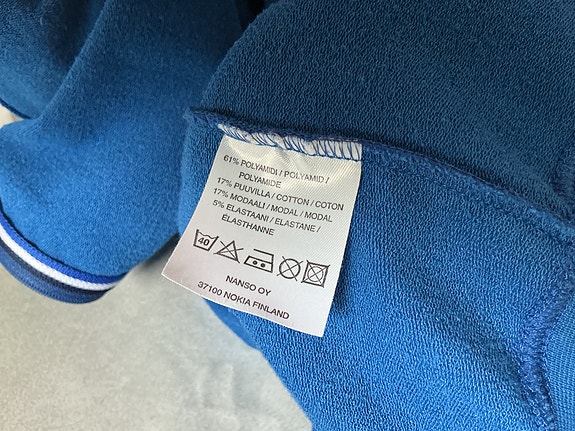 61% POLYAMIDI / POLYAMID /
POLYAMIDE
17% PUUVILLA / COTTON / COTON
17% MODAALI / MODAL / MODAL
5% ELASTAANI / ELASTANE /
ÉLASTHANNE
40
NANSO OY
37100 NOKIA FINLAND